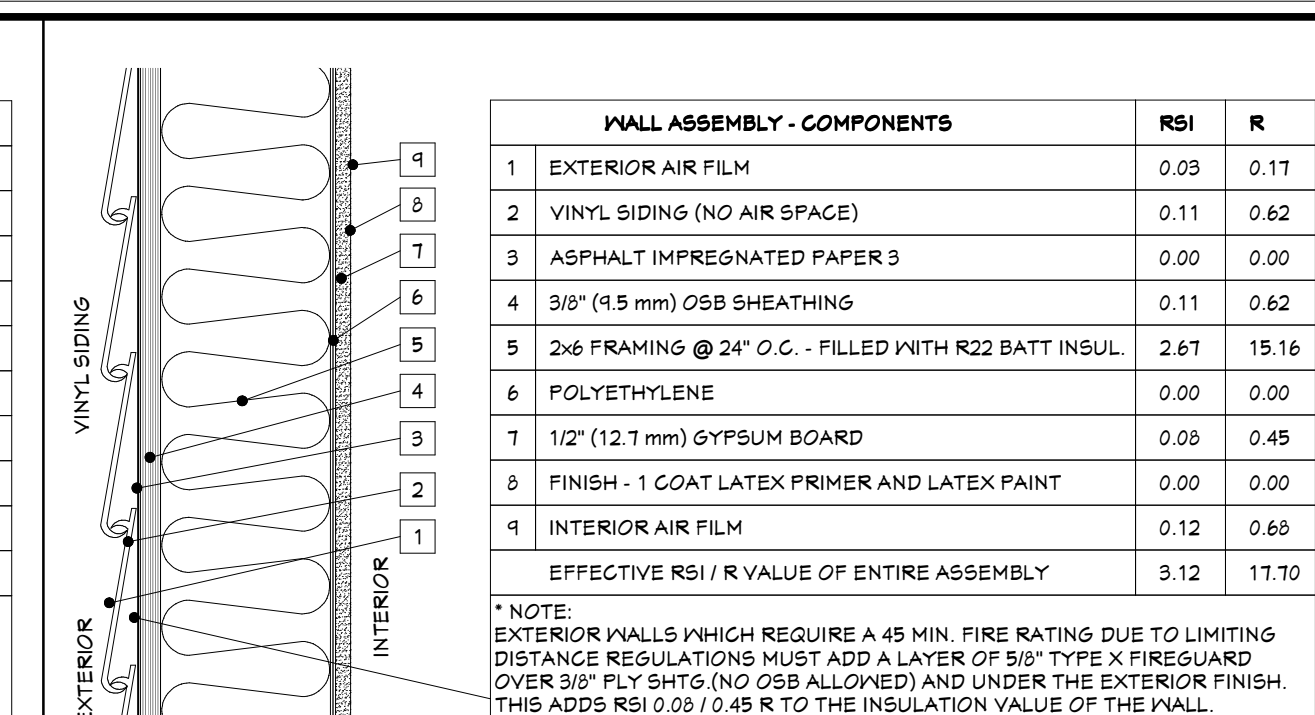 WALL ASSEMBLY - COMPONENTS RSI R
1 EXTERIOR AIR FILM 0.03 0.17
2 VINYL SIDING (NO AIR SPACE) 0.11 0.62
3 ASPHALT IMPREGNATED PAPER 3 0.00 0.00
4 3/8" (9.5 mm) OSB SHEATHING 0.11 0.62
5 2x6 FRAMING @ 24" O.C. - FILLED WITH R22 BATT INSUL. 2.67 15.16
6 POLYETHYLENE 0.00 0.00
7 1/2" (12.7 mm) GYPSUM BOARD 0.08 0.45
8 FINISH - 1 COAT LATEX PRIMER AND LATEX PAINT 0.00 0.00
9 INTERIOR AIR FILM 0.12 0.68
EFFECTIVE RSI / R VALUE OF ENTIRE ASSEMBLY 3.12 17.70
* NOTE:
EXTERIOR WALLS WHICH REQUIRE A 45 MIN. FIRE RATING DUE TO LIMITING
DISTANCE REGULATIONS MUST ADD A LAYER OF 5/8" TYPE X FIREGUARD
OVER 3/8" PLY SHTG.(NO OSB ALLOWED) AND UNDER THE EXTERIOR FINISH.
THIS ADDS RSI 0.08 / 0.45 R TO THE INSULATION VALUE OF THE WALL.
9
8
7
6
5
4
3
2
1
VINYL SIDING
EXTERIOR
INTERIOR